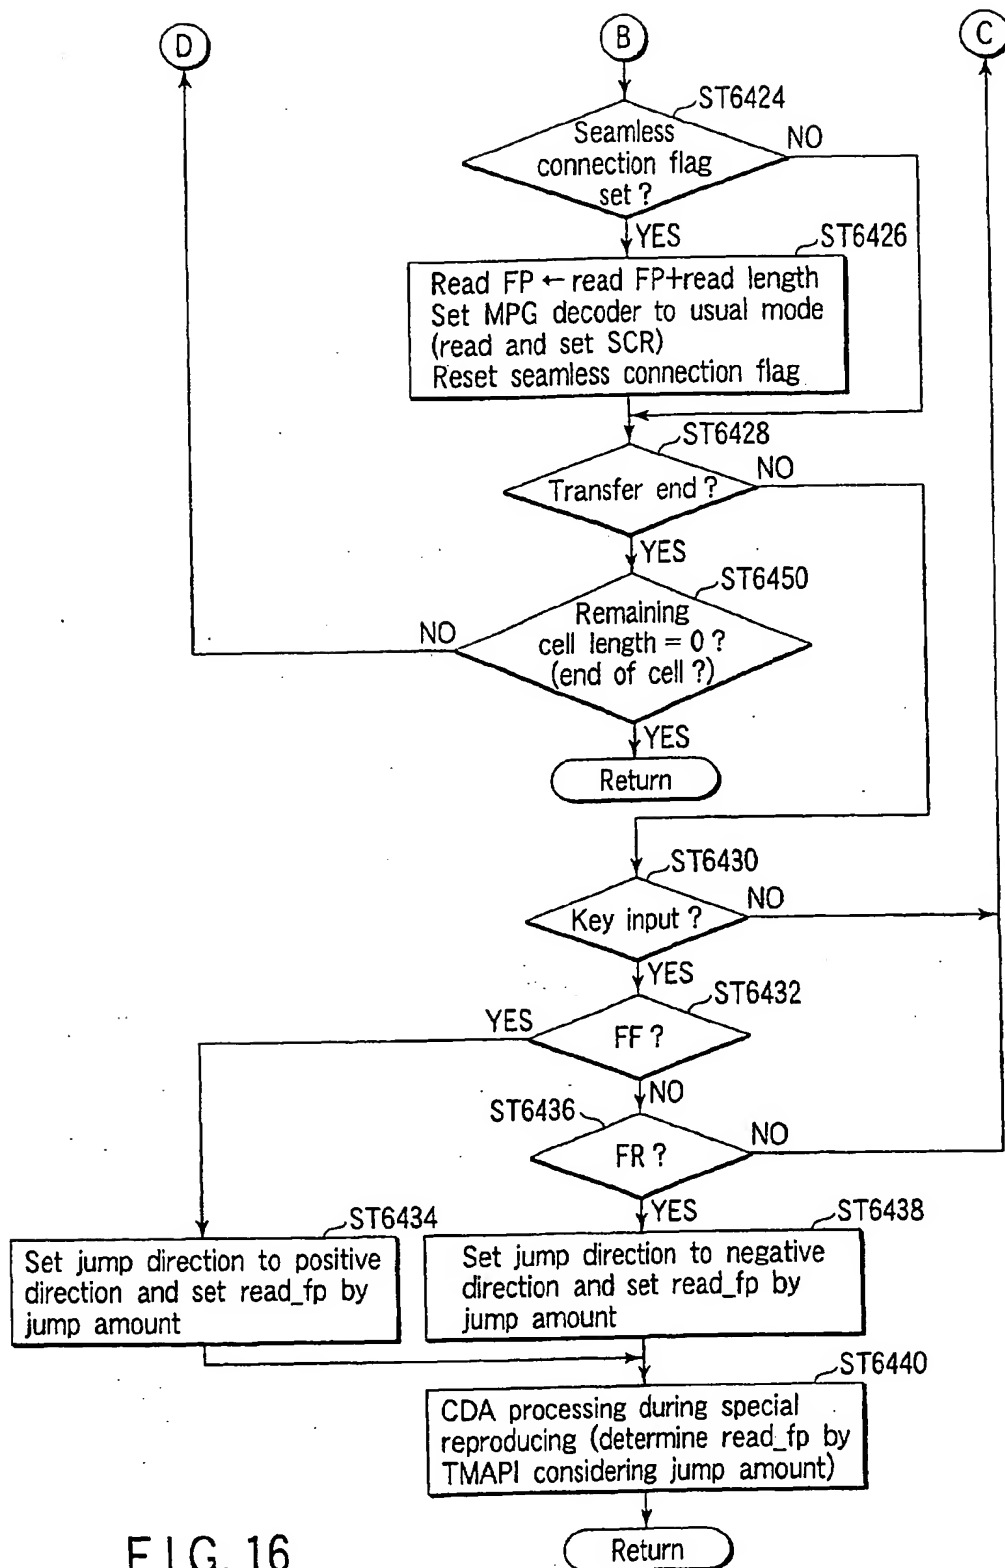 D
B
C
ST6424
Seamless
connection flag
set ?
NO
YES
ST6426
Read FP ← read FP+read length
Set MPG decoder to usual mode
(read and set SCR)
Reset seamless connection flag
ST6428
Transfer end ?
NO
YES
ST6450
Remaining
cell length = 0 ?
(end of cell ?)
NO
YES
Return
ST6430
Key input ?
NO
YES
ST6432
FF ?
YES
NO
ST6436
FR ?
NO
YES
ST6434
Set jump direction to positive
direction and set read_fp by
jump amount
ST6438
Set jump direction to negative
direction and set read_fp by
jump amount
ST6440
CDA processing during special
reproducing (determine read_fp by
TMAPI considering jump amount)
Return
FIG. 16